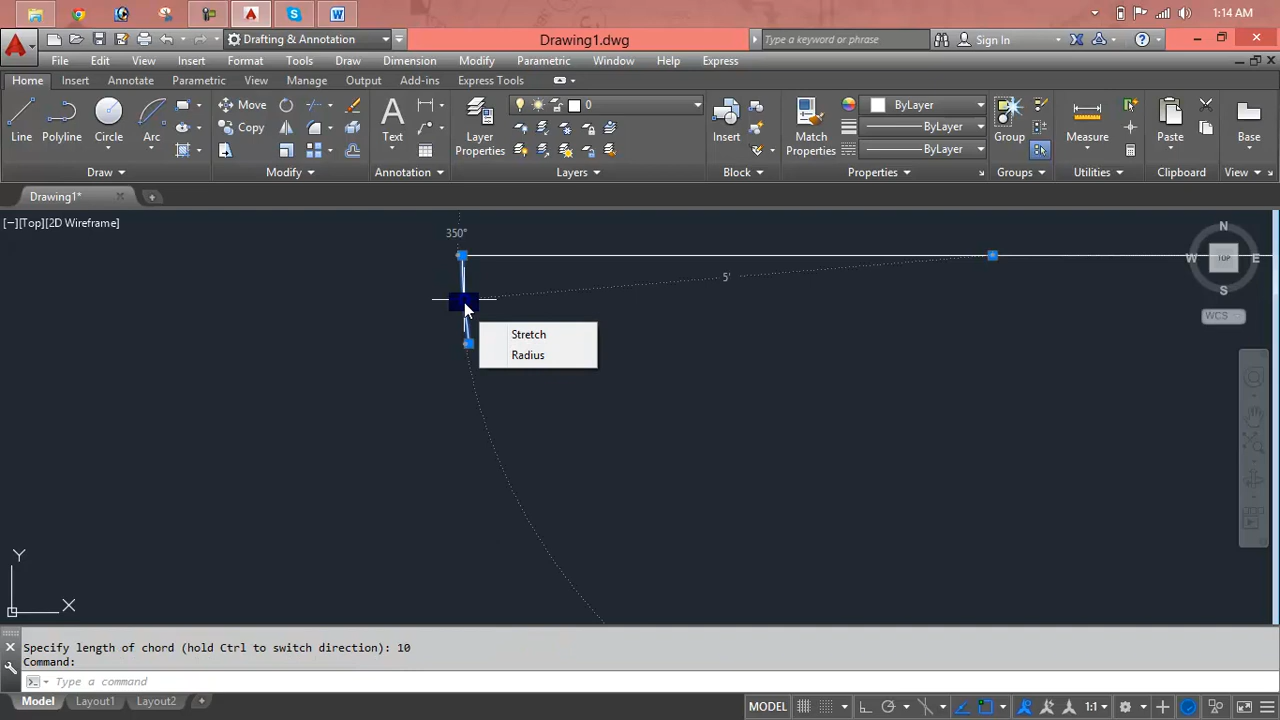 1:14 AM
Drafting & Annotation
Drawing1.dwg
Type a keyword or phrase
Sign In
File Edit View Insert Format Tools Draw Dimension Modify Parametric Window Help Express
Home Insert Annotate Parametric View Manage Output Add-ins Express Tools
Line Polyline Circle Arc
Move
Copy
Text
Layer Properties
0
Insert
Match Properties
ByLayer
ByLayer
ByLayer
Group
Measure
Paste
Base
Draw Modify Annotation Layers Block Properties Groups Utilities Clipboard View
Drawing1*
[−][Top][2D Wireframe]
350°
5'
Stretch
Radius
N
W TOP E
S
WCS
Y
X
Specify length of chord (hold Ctrl to switch direction): 10
Command:
Type a command
Model Layout1 Layout2
MODEL
1:1